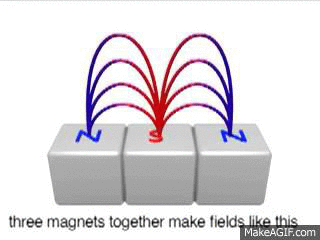 N S N
three magnets together make fields like this
MakeAGIF.com